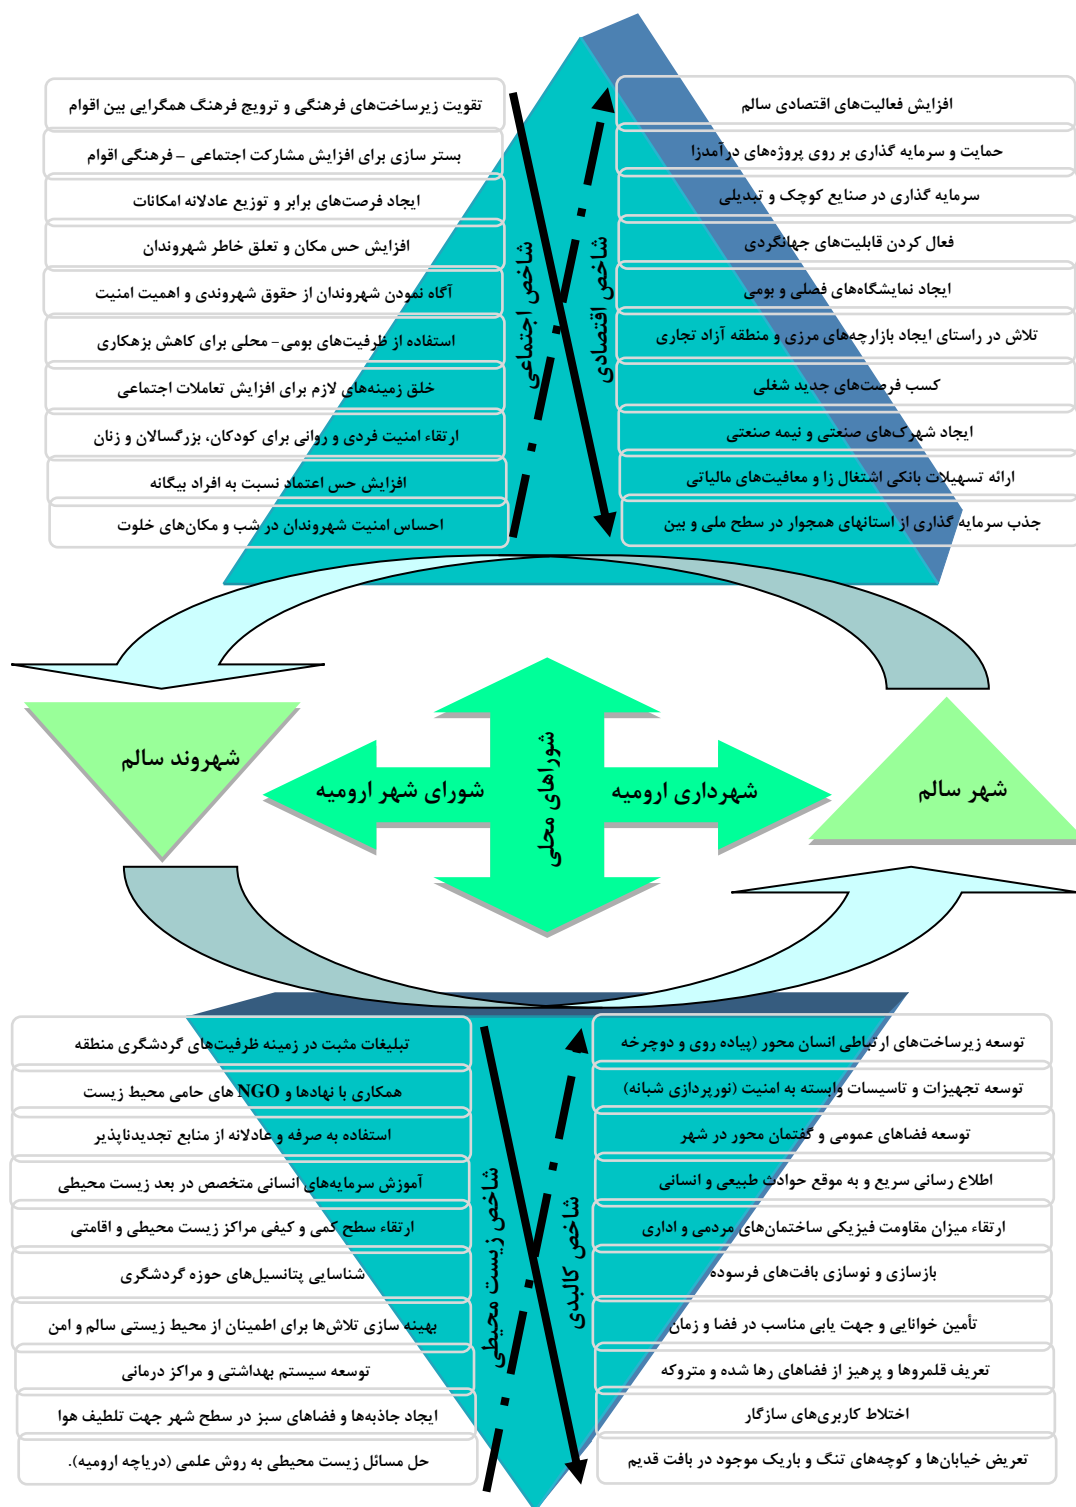 افزایش فعالیت‌های اقتصادی سالم
حمایت و سرمایه گذاری بر روی پروژه‌های درآمدزا
سرمایه گذاری در صنایع کوچک و تبدیلی
فعال کردن قابلیت‌های جهانگردی
ایجاد نمایشگاه‌های فصلی و بومی
تلاش در راستای ایجاد بازارچه‌های مرزی و منطقه آزاد تجاری
کسب فرصت‌های جدید شغلی
ایجاد شهرک‌های صنعتی و نیمه صنعتی
ارائه تسهیلات بانکی اشتغال زا و معافیت‌های مالیاتی
جذب سرمایه گذاری از استانهای همجوار در سطح ملی و بین
شاخص اقتصادی
شاخص اجتماعی
تقویت زیرساخت‌های فرهنگی و ترویج فرهنگ همگرایی بین اقوام
بستر سازی برای افزایش مشارکت اجتماعی – فرهنگی اقوام
ایجاد فرصت‌های برابر و توزیع عادلانه امکانات
افزایش حس مکان و تعلق خاطر شهروندان
آگاه نمودن شهروندان از حقوق شهروندی و اهمیت امنیت
استفاده از ظرفیت‌های بومی- محلی برای کاهش بزهکاری
خلق زمینه‌های لازم برای افزایش تعاملات اجتماعی
ارتقاء امنیت فردی و روانی برای کودکان، بزرگسالان و زنان
افزایش حس اعتماد نسبت به افراد بیگانه
احساس امنیت شهروندان در شب و مکان‌های خلوت
شهر سالم
شهرداری ارومیه
شوراهای محلی
شورای شهر ارومیه
شهروند سالم
توسعه زیرساخت‌های ارتباطی انسان محور (پیاده روی و دوچرخه
توسعه تجهیزات و تاسیسات وابسته به امنیت (نورپردازی شبانه)
توسعه فضاهای عمومی و گفتمان محور در شهر
اطلاع رسانی سریع و به موقع حوادث طبیعی و انسانی
ارتقاء میزان مقاومت فیزیکی ساختمان‌های مردمی و اداری
بازسازی و نوسازی بافت‌های فرسوده
تأمین خوانایی و جهت یابی مناسب در فضا و زمان
تعریف قلمروها و پرهیز از فضاهای رها شده و متروکه
اختلاط کاربری‌های سازگار
تعریض خیابان‌ها و کوچه‌های تنگ و باریک موجود در بافت قدیم
شاخص کالبدی
شاخص زیست محیطی
تبلیغات مثبت در زمینه ظرفیت‌های گردشگری منطقه
همکاری با نهادها و NGO های حامی محیط زیست
استفاده به صرفه و عادلانه از منابع تجدیدناپذیر
آموزش سرمایه‌های انسانی متخصص در بعد زیست محیطی
ارتقاء سطح کمی و کیفی مراکز زیست محیطی و اقامتی
شناسایی پتانسیل‌های حوزه گردشگری
بهینه سازی تلاش‌ها برای اطمینان از محیط زیستی سالم و امن
توسعه سیستم بهداشتی و مراکز درمانی
ایجاد جاذبه‌ها و فضاهای سبز در سطح شهر جهت تلطیف هوا
حل مسائل زیست محیطی به روش علمی (دریاچه ارومیه).